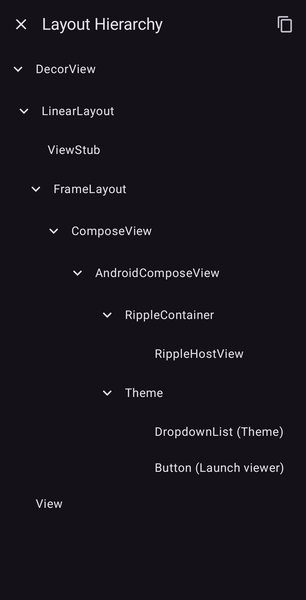 Layout Hierarchy
DecorView
LinearLayout
ViewStub
FrameLayout
ComposeView
AndroidComposeView
RippleContainer
RippleHostView
Theme
DropdownList (Theme)
Button (Launch viewer)
View